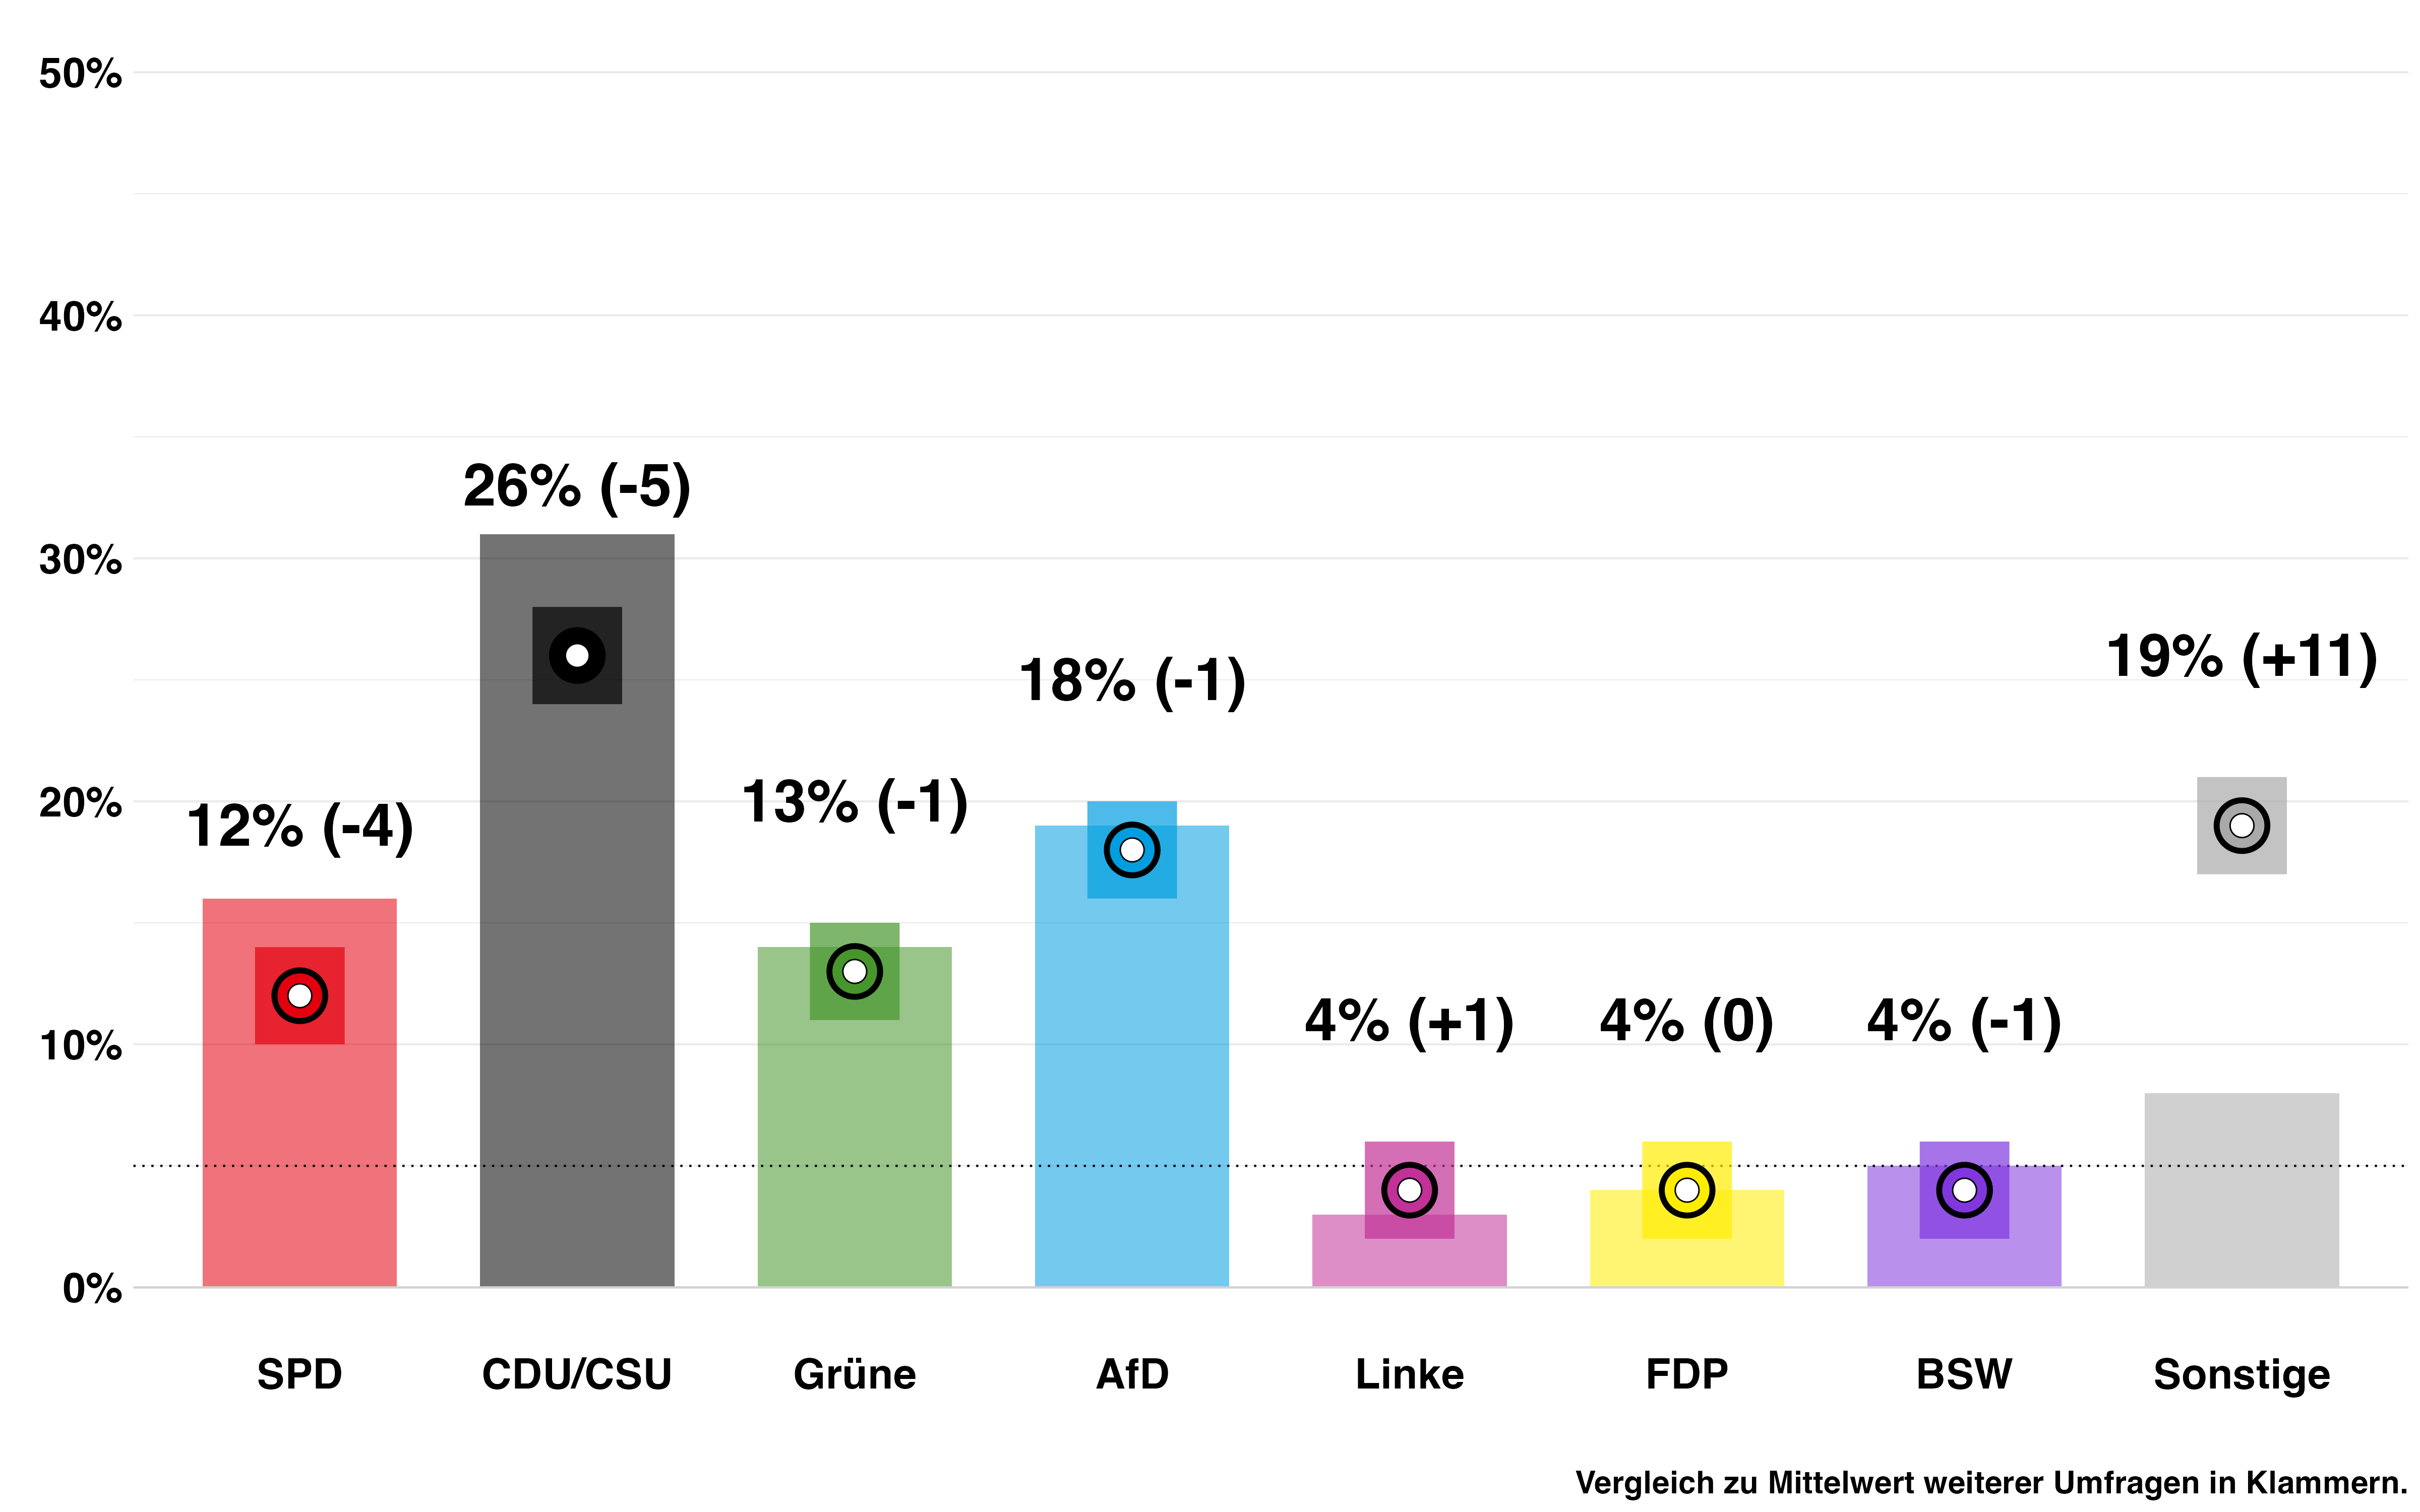 50%
40%
30%
20%
10%
0%
12% (-4)
26% (-5)
13% (-1)
18% (-1)
4% (+1)
4% (0)
4% (-1)
19% (+11)
SPD
CDU/CSU
Grüne
AfD
Linke
FDP
BSW
Sonstige
Vergleich zu Mittelwert weiterer Umfragen in Klammern.